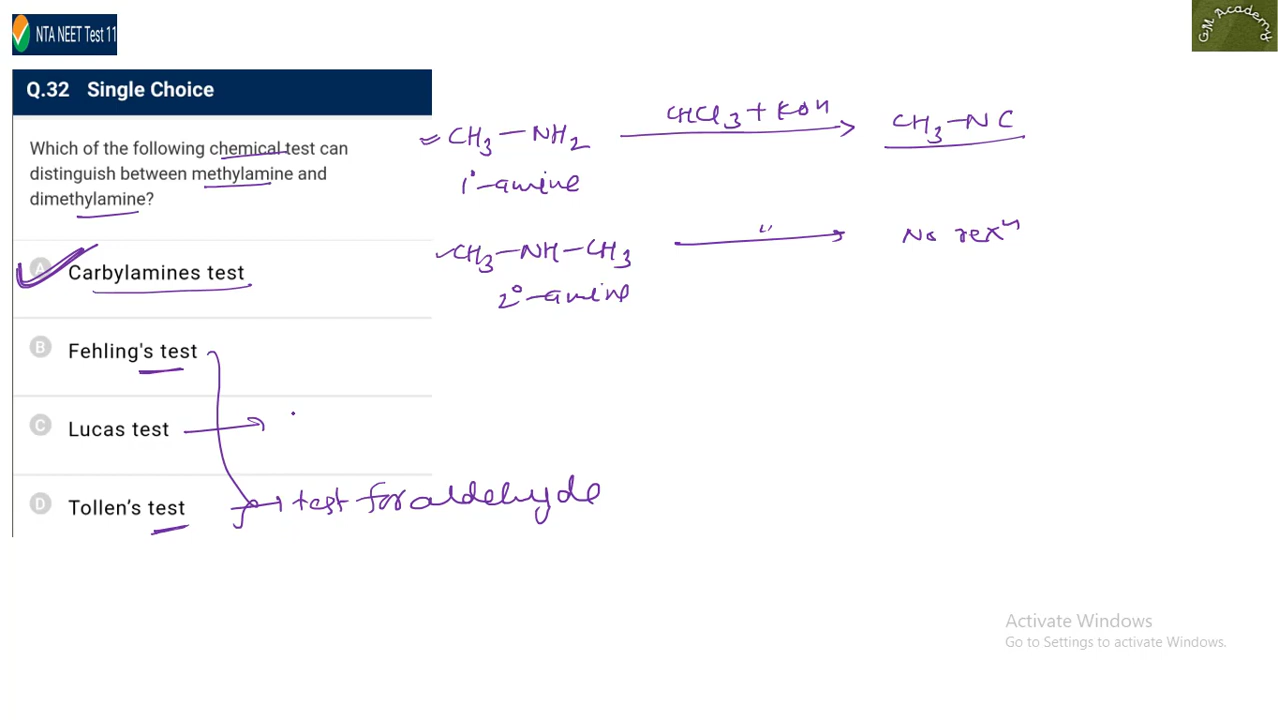 NTA NEET Test 11
GM Academy
Q.32 Single Choice
Which of the following chemical test can
distinguish between methylamine and
dimethylamine?
A Carbylamines test
B Fehling's test
C Lucas test
D Tollen's test
CH3-NH2
CHCl3 + KOH
CH3-NC
1°-amine
CH3-NH-CH3
"
No rexn
2°-amine
test for aldehyde
Activate Windows
Go to Settings to activate Windows.